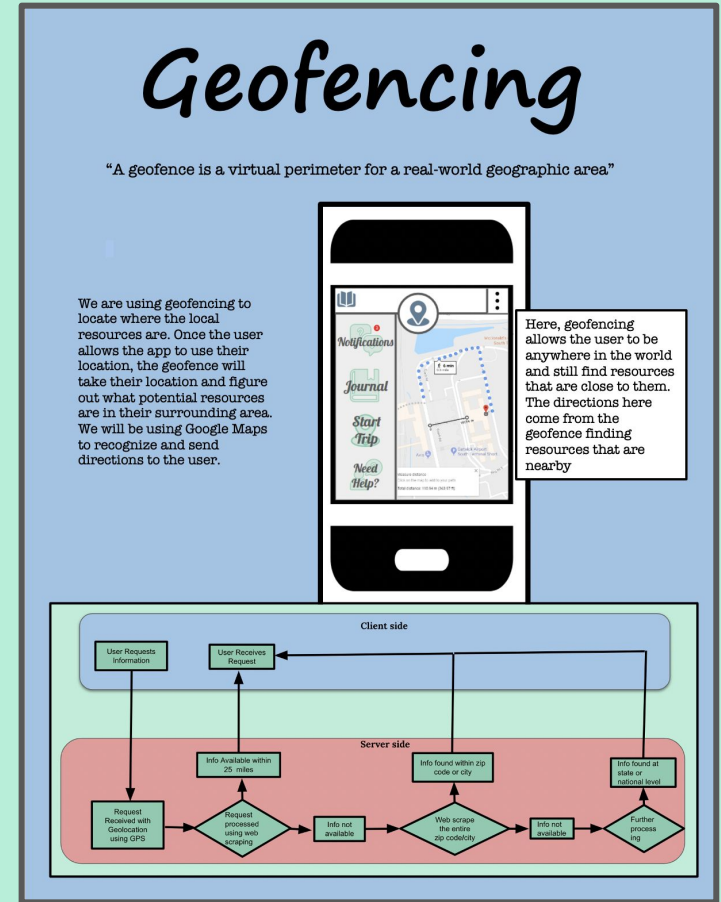 Geofencing
“A geofence is a virtual perimeter for a real-world geographic area”
We are using geofencing to
locate where the local
resources are. Once the user
allows the app to use their
location, the geofence will
take their location and figure
out what potential resources
are in their surrounding area.
We will be using Google Maps
to recognize and send
directions to the user.
Notifications
Journal
Start
Trip
Need
Help?
6 min
Here, geofencing
allows the user to be
anywhere in the world
and still find resources
that are close to them.
The directions here
come from the
geofence finding
resources that are
nearby
Client side
User Requests
Information
User Receives
Request
Server side
Info Available within
25 miles
Info found within zip
code or city
Info found at
state or
national level
Request
Received with
Geolocation
using GPS
Request
processed
using web
scraping
Info not
available
Web scrape
the entire
zip code/city
Info not
available
Further
process
ing